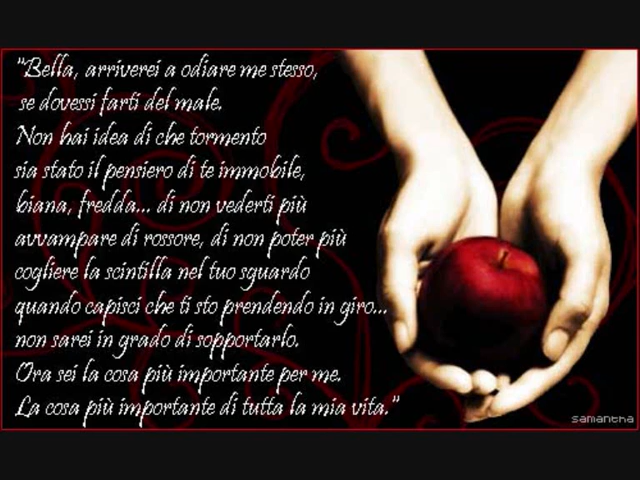 "Bella, arriverei a odiare me stesso,
se dovessi farti del male.
Non hai idea di che tormento
sia stato il pensiero di te immobile,
biana, fredda... di non vederti più
avvampare di rossore, di non poter più
cogliere la scintilla nel tuo sguardo
quando capisci che ti sto prendendo in giro...
non sarei in grado di sopportarlo.
Ora sei la cosa più importante per me.
La cosa più importante di tutta la mia vita."
samantha